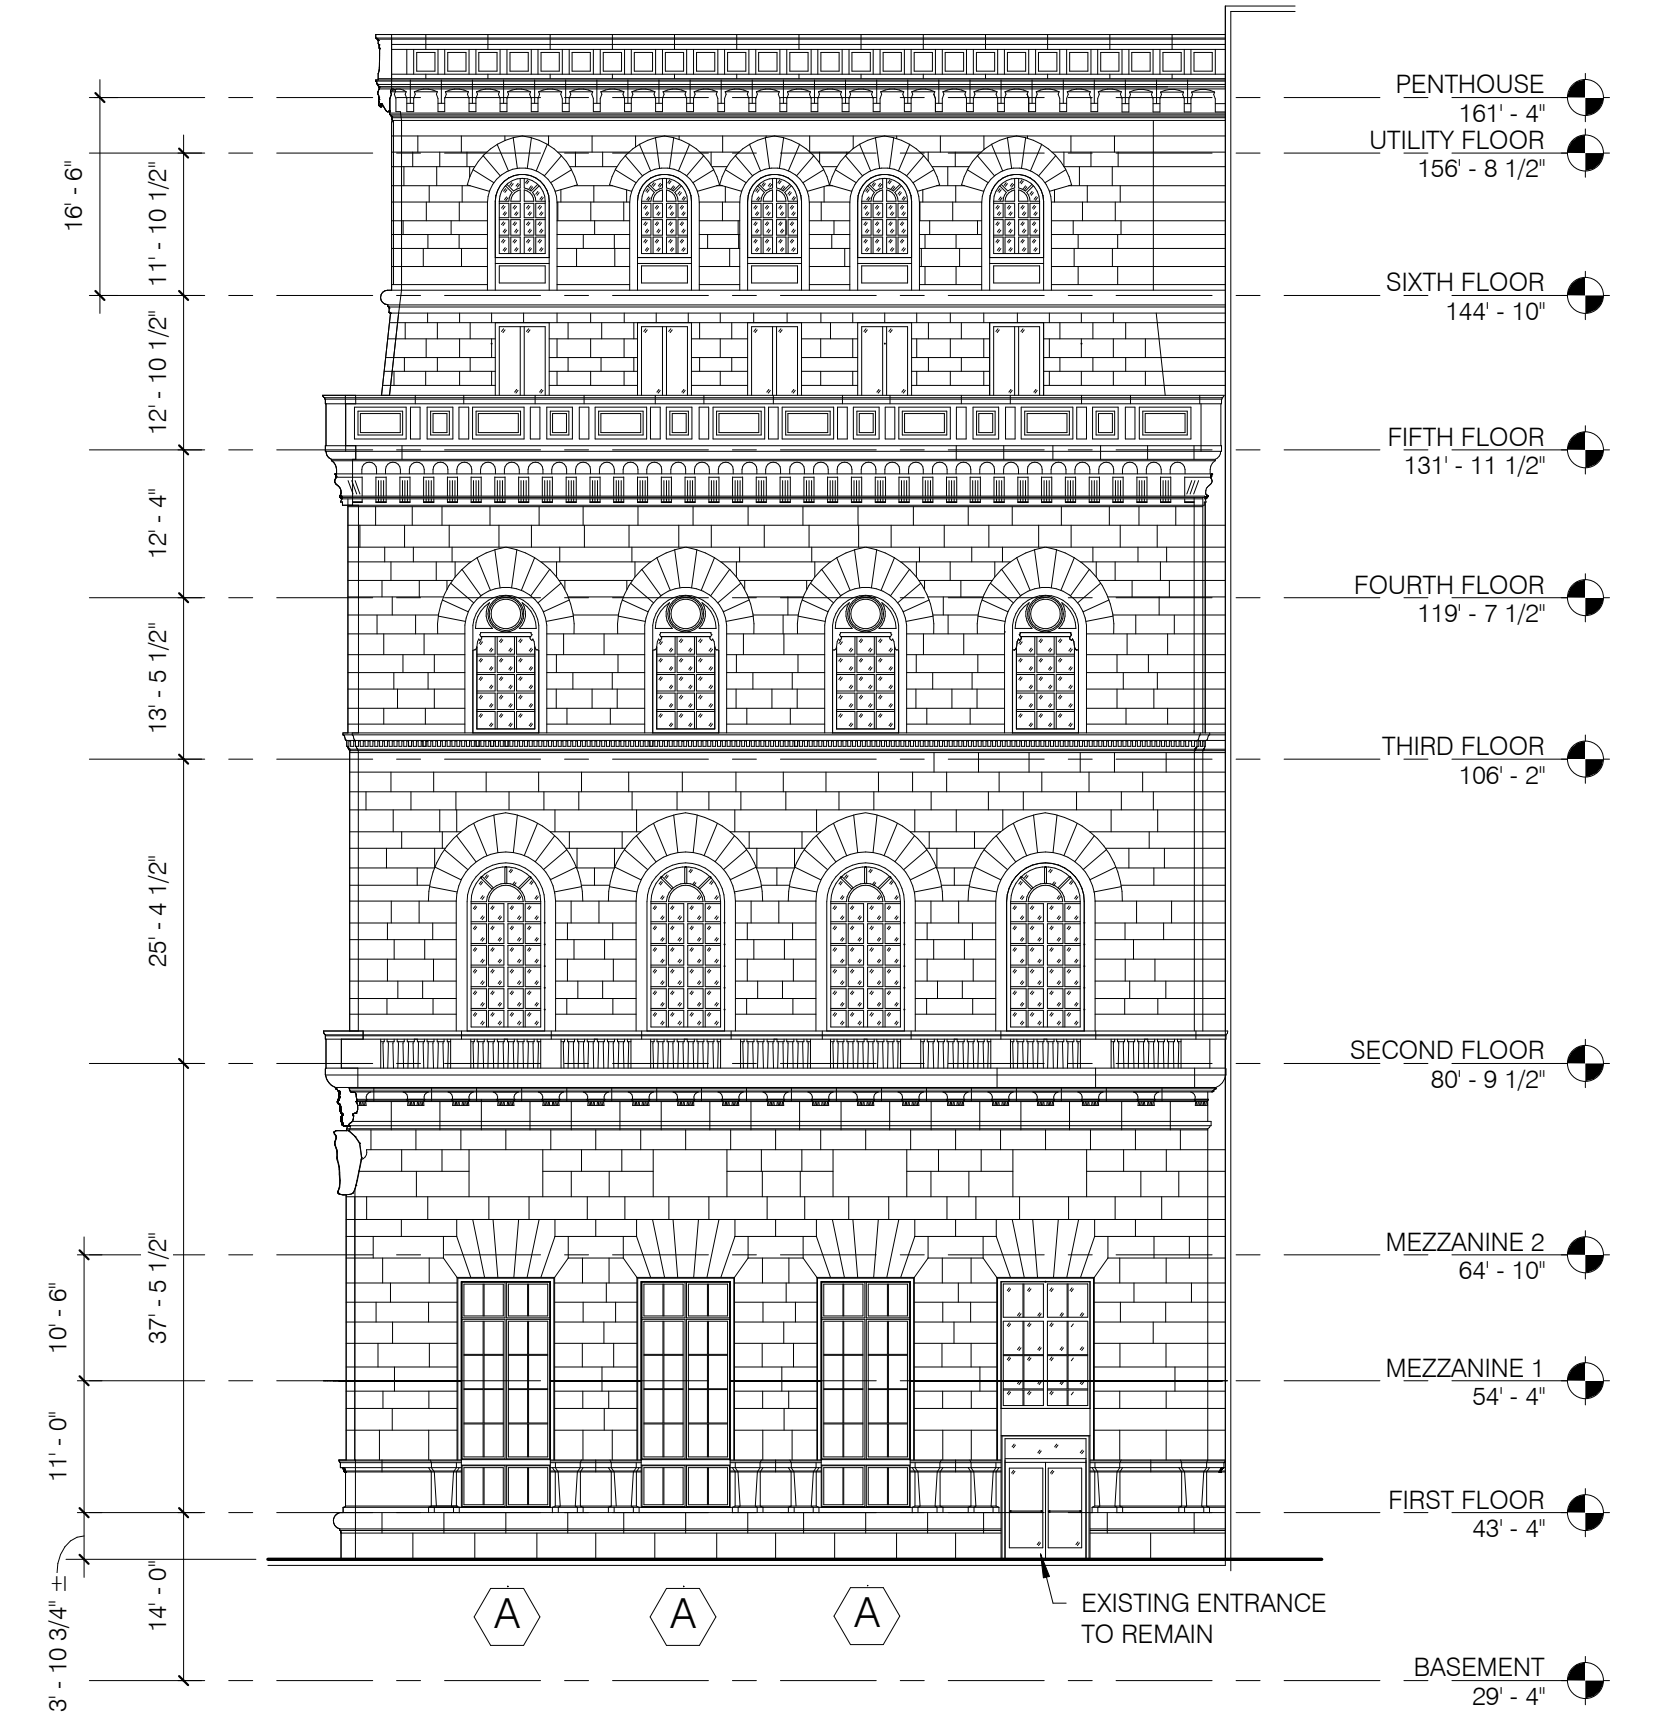 PENTHOUSE
161' - 4"
UTILITY FLOOR
156' - 8 1/2"
16' - 6"
11' - 10 1/2"
SIXTH FLOOR
144' - 10"
12' - 10 1/2"
FIFTH FLOOR
131' - 11 1/2"
12' - 4"
FOURTH FLOOR
119' - 7 1/2"
13' - 5 1/2"
THIRD FLOOR
106' - 2"
25' - 4 1/2"
SECOND FLOOR
80' - 9 1/2"
MEZZANINE 2
64' - 10"
37' - 5 1/2"
10' - 6"
MEZZANINE 1
54' - 4"
11' - 0"
FIRST FLOOR
43' - 4"
3' - 10 3/4" ±
14' - 0"
A
A
A
EXISTING ENTRANCE
TO REMAIN
BASEMENT
29' - 4"